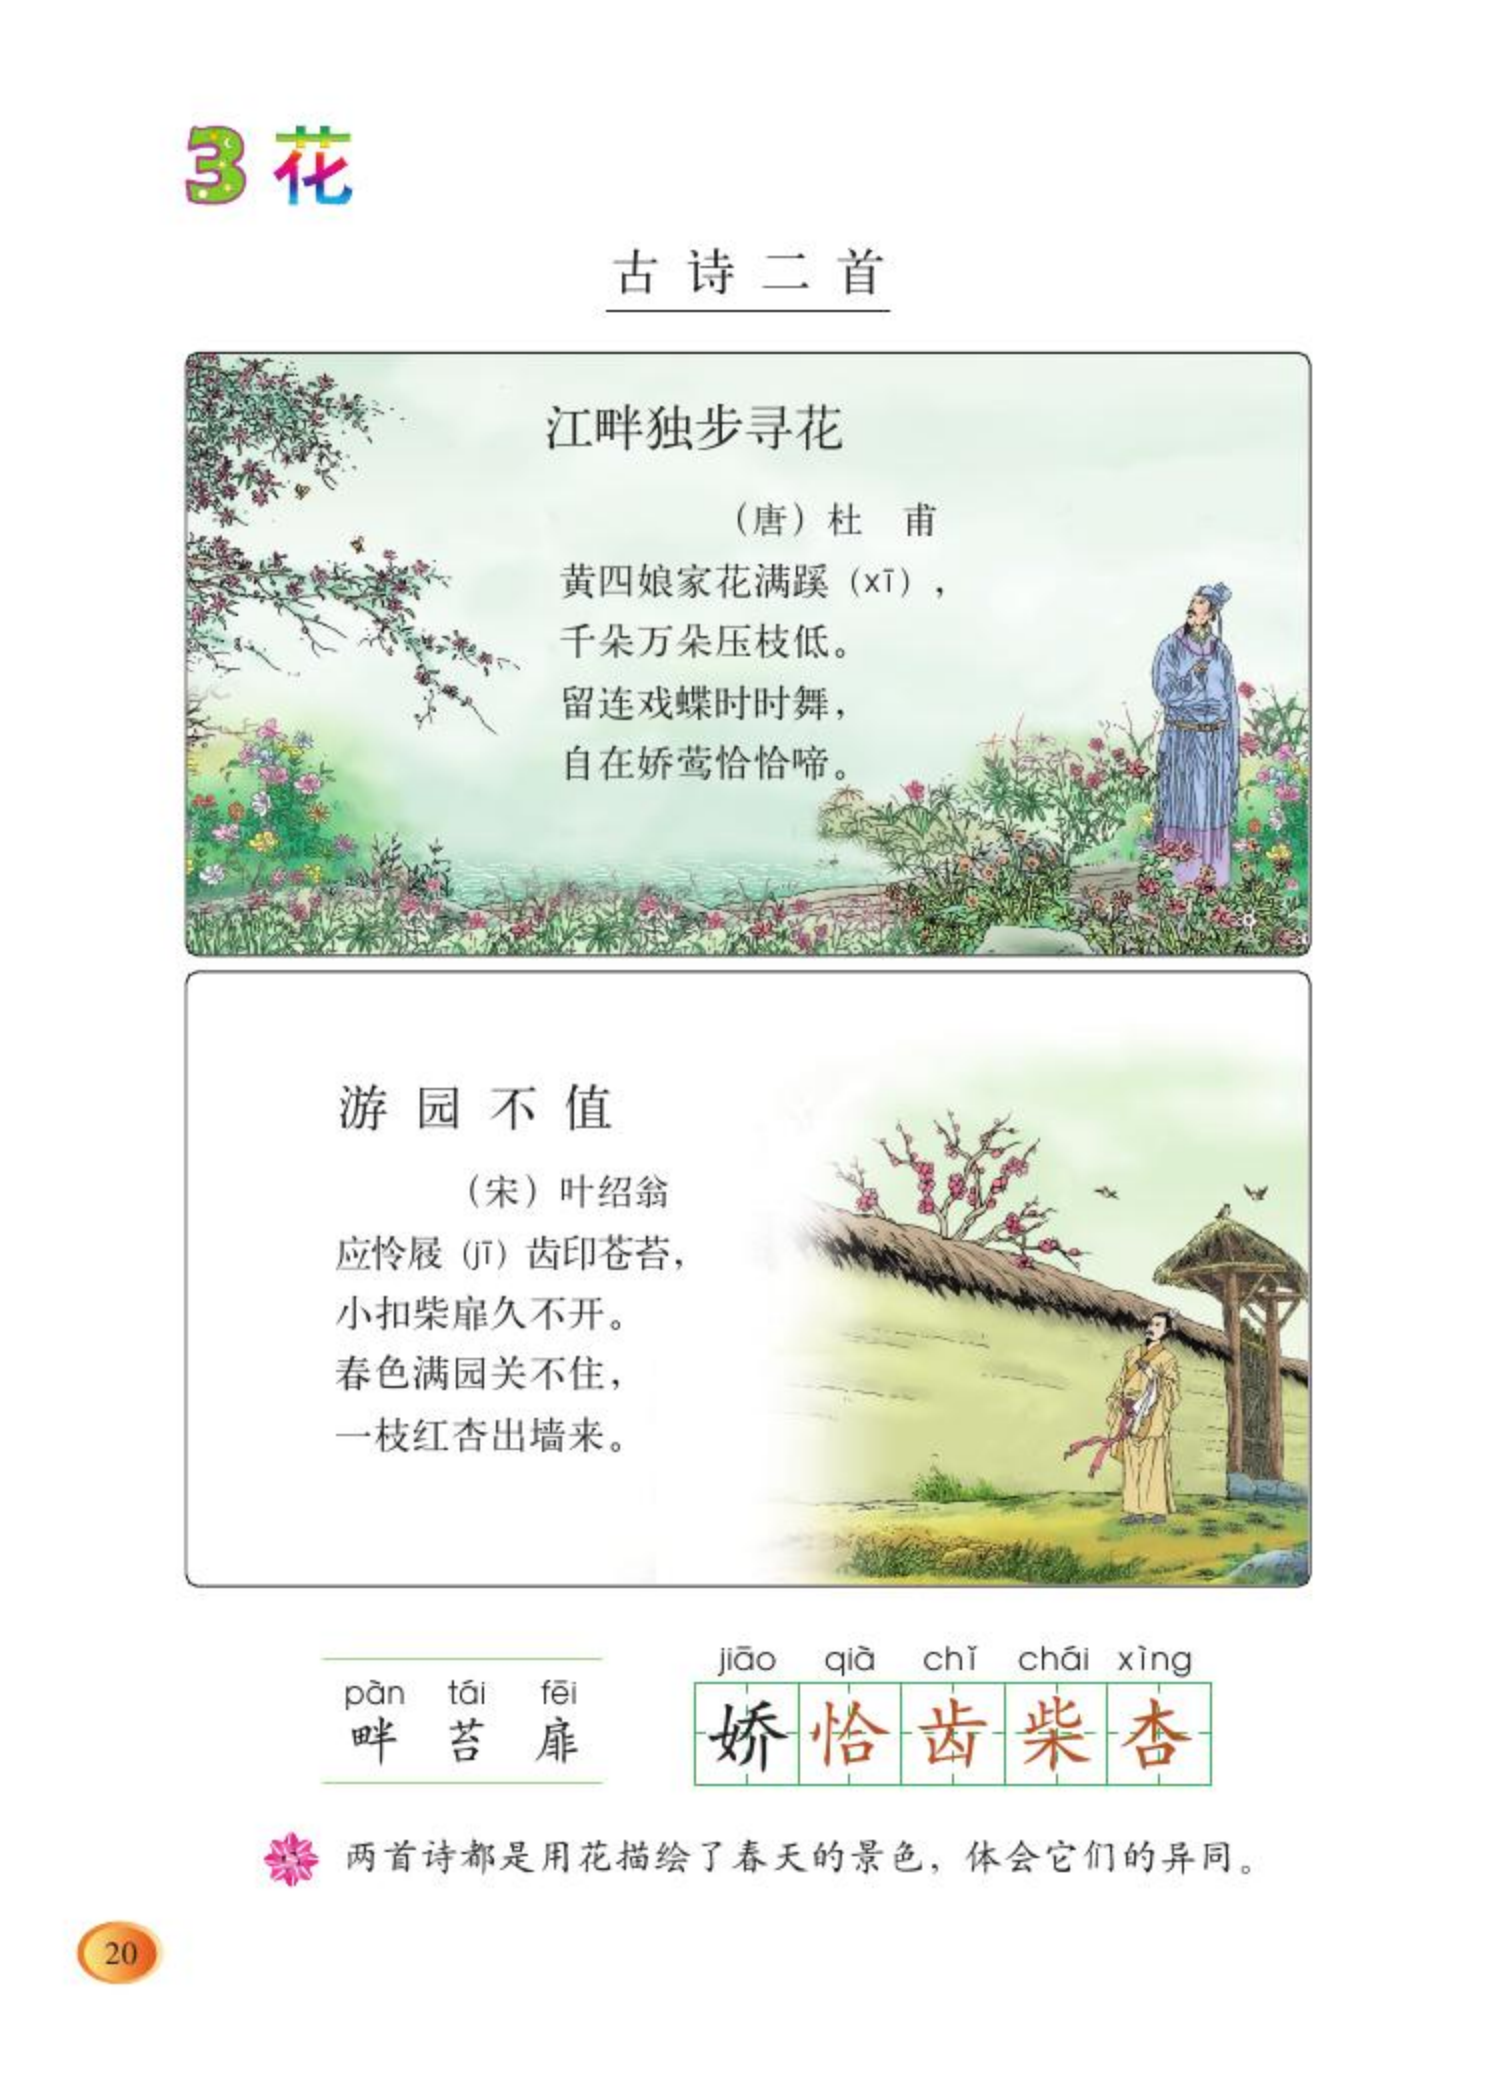 3 花
古诗二首
江畔独步寻花
（唐）杜 甫
黄四娘家花满蹊（xī），
千朵万朵压枝低。
留连戏蝶时时舞，
自在娇莺恰恰啼。
游园不值
（宋）叶绍翁
应怜屐（jī）齿印苍苔，
小扣柴扉久不开。
春色满园关不住，
一枝红杏出墙来。
pàn tái fēi
畔 苔 扉
jiāo qià chǐ chái xìng
娇 恰 齿 柴 杏
两首诗都是用花描绘了春天的景色，体会它们的异同。
20